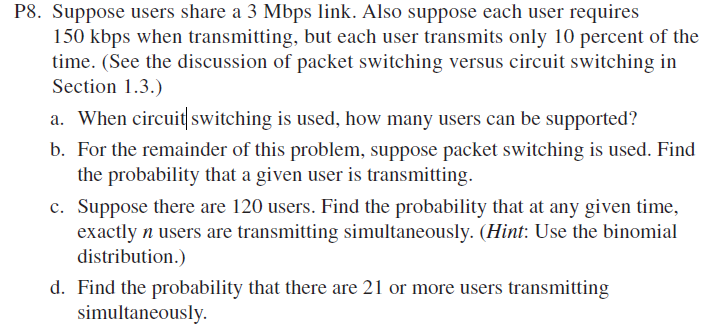 P8. Suppose users share a 3 Mbps link. Also suppose each user requires
150 kbps when transmitting, but each user transmits only 10 percent of the
time. (See the discussion of packet switching versus circuit switching in
Section 1.3.)
a. When circuit switching is used, how many users can be supported?
b. For the remainder of this problem, suppose packet switching is used. Find
the probability that a given user is transmitting.
c. Suppose there are 120 users. Find the probability that at any given time,
exactly n users are transmitting simultaneously. (Hint: Use the binomial
distribution.)
d. Find the probability that there are 21 or more users transmitting
simultaneously.